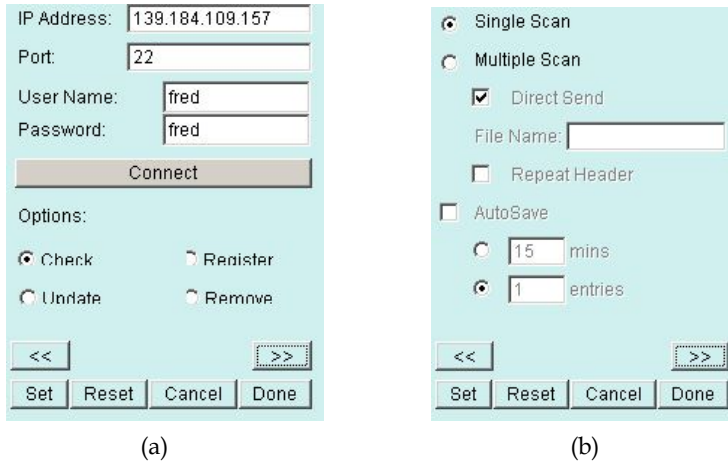 IP Address: 139.184.109.157
Port: 22
User Name: fred
Password: fred
Connect
Options:
Check Register
Update Remove
<< >>
Set Reset Cancel Done
(a)
Single Scan
Multiple Scan
Direct Send
File Name:
Repeat Header
AutoSave
15 mins
1 entries
<< >>
Set Reset Cancel Done
(b)